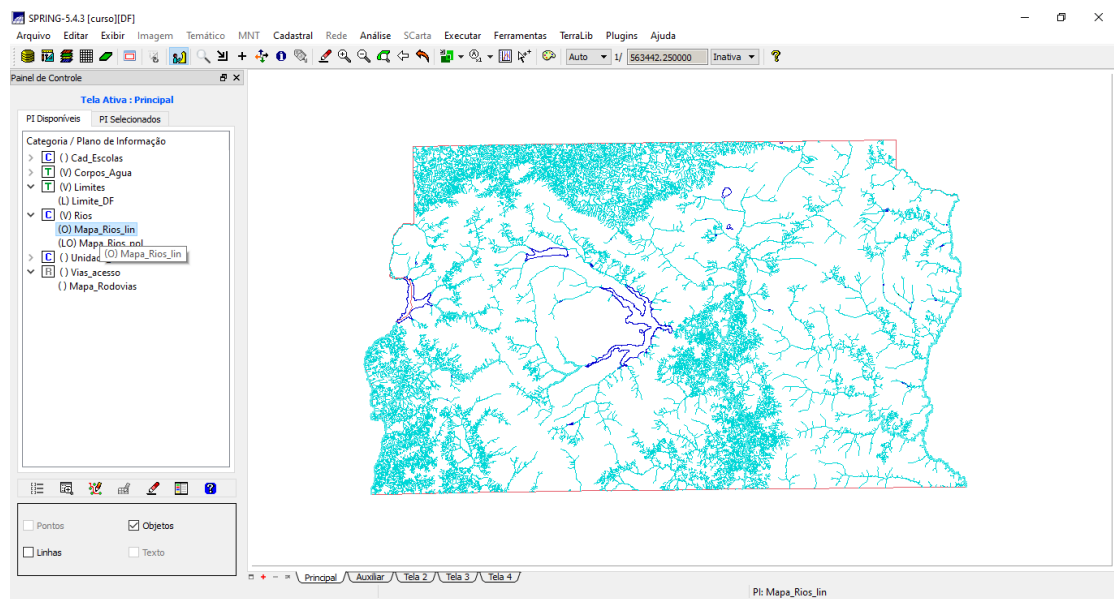 SPRING-5.4.3 [curso][DF]
Arquivo Editar Exibir Imagem Temático MNT Cadastral Rede Análise SCarta Executar Ferramentas TerraLib Plugins Ajuda
Auto 1/ 563442.250000 Inativa
Painel de Controle
Tela Ativa : Principal
PI Disponíveis PI Selecionados
Categoria / Plano de Informação
C () Cad_Escolas
T (V) Corpos_Agua
T (V) Limites
(L) Limite_DF
C (V) Rios
(O) Mapa_Rios_lin
(LO) Mapa_Rios_pol
(O) Mapa_Rios_lin
C () Unidad
R () Vias_acesso
() Mapa_Rodovias
Pontos Objetos
Linhas Texto
Principal Auxiliar Tela 2 Tela 3 Tela 4
PI: Mapa_Rios_lin